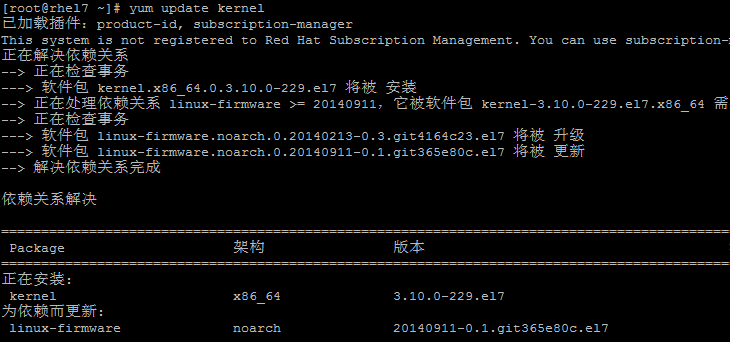 [root@rhel7 ~]# yum update kernel
已加载插件：product-id, subscription-manager
This system is not registered to Red Hat Subscription Management. You can use subscription-
正在解决依赖关系
--> 正在检查事务
---> 软件包 kernel.x86_64.0.3.10.0-229.el7 将被 安装
--> 正在处理依赖关系 linux-firmware >= 20140911，它被软件包 kernel-3.10.0-229.el7.x86_64 需
--> 正在检查事务
---> 软件包 linux-firmware.noarch.0.20140213-0.3.git4164c23.el7 将被 升级
---> 软件包 linux-firmware.noarch.0.20140911-0.1.git365e80c.el7 将被 更新
--> 解决依赖关系完成
依赖关系解决
================================================================================
Package 架构 版本
================================================================================
正在安装:
kernel x86_64 3.10.0-229.el7
为依赖而更新:
linux-firmware noarch 20140911-0.1.git365e80c.el7